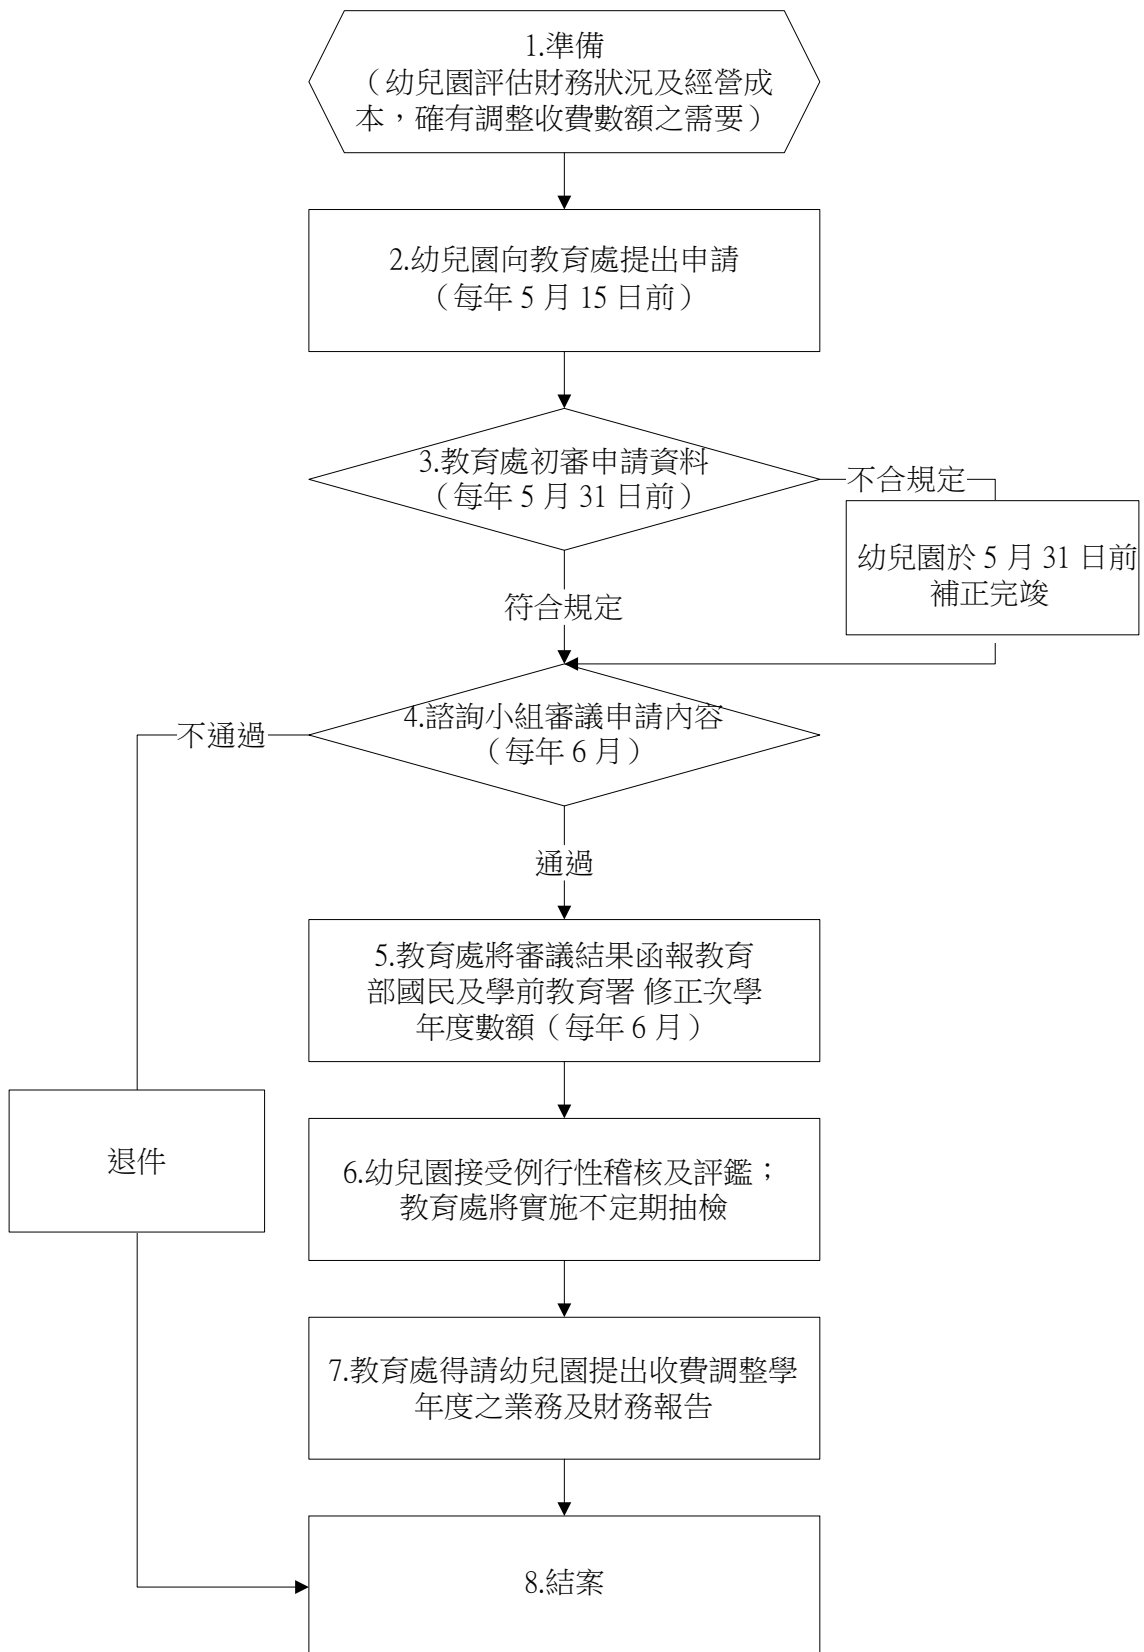 1.準備
（幼兒園評估財務狀況及經營成
本，確有調整收費數額之需要）
2.幼兒園向教育處提出申請
（每年 5 月 15 日前）
3.教育處初審申請資料
（每年 5 月 31 日前）
不合規定
幼兒園於 5 月 31 日前
補正完竣
符合規定
4.諮詢小組審議申請內容
（每年 6 月）
不通過
通過
5.教育處將審議結果函報教育
部國民及學前教育署 修正次學
年度數額（每年 6 月）
退件
6.幼兒園接受例行性稽核及評鑑；
教育處將實施不定期抽檢
7.教育處得請幼兒園提出收費調整學
年度之業務及財務報告
8.結案